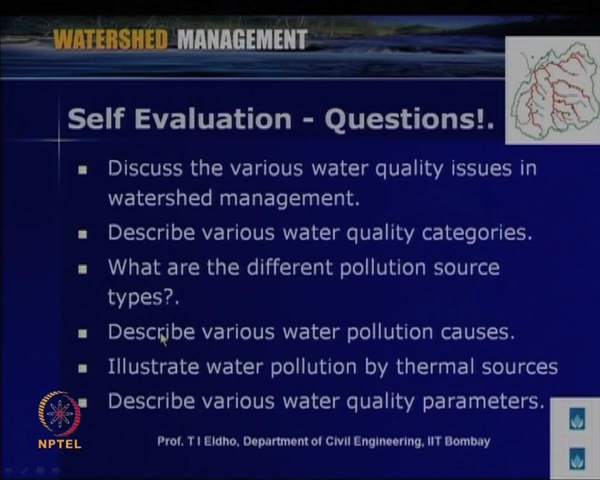 WATERSHED MANAGEMENT
Self Evaluation - Questions!.
Discuss the various water quality issues in
watershed management.
Describe various water quality categories.
What are the different pollution source
types?.
Describe various water pollution causes.
Illustrate water pollution by thermal sources
Describe various water quality parameters.
NPTEL
Prof. T I Eldho, Department of Civil Engineering, IIT Bombay